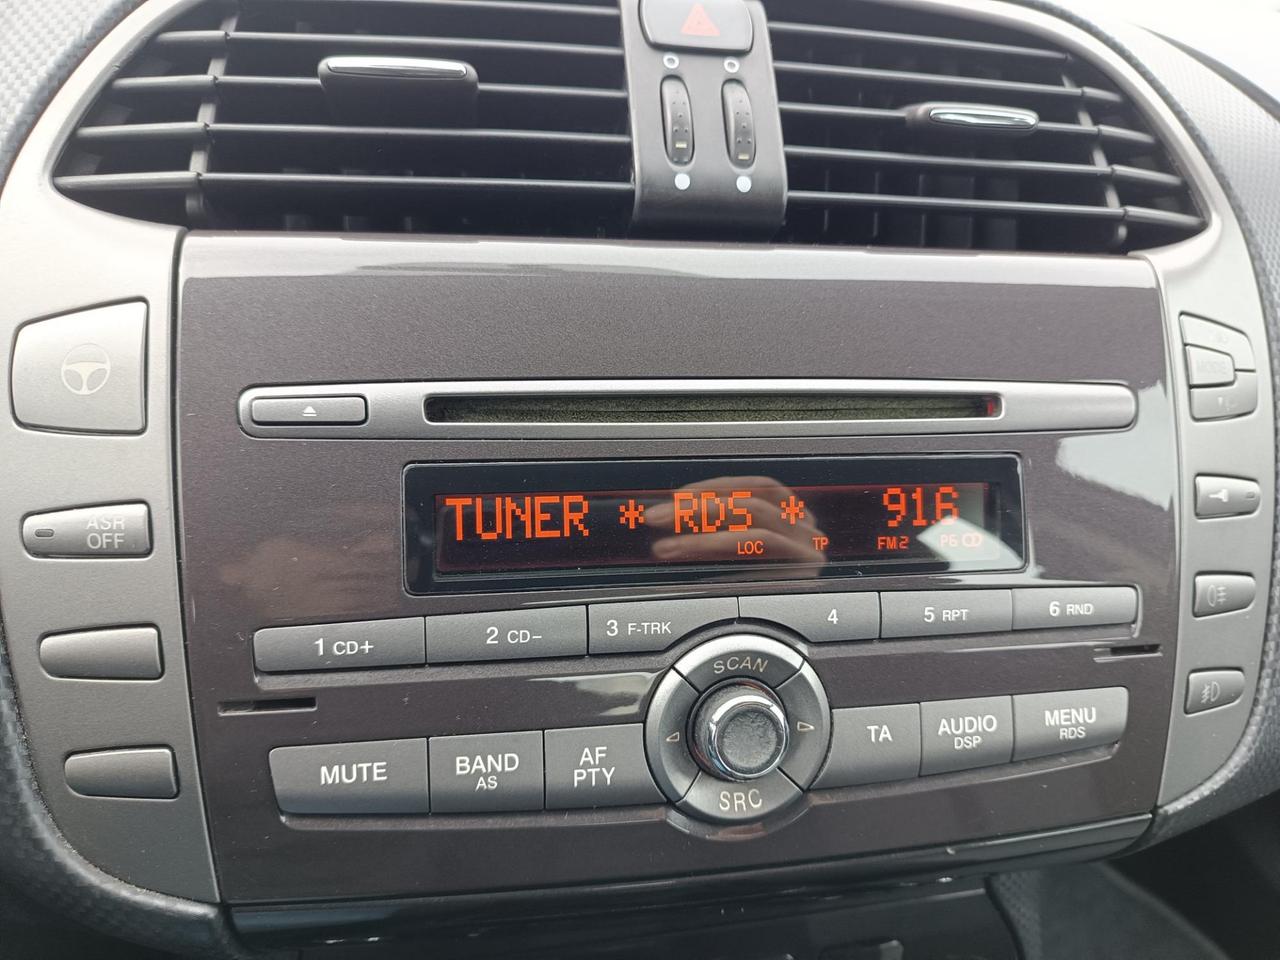 TUNER * RDS * 91.6
LOC TP FM2 P6
ASR
OFF
1 CD+ 2 CD- 3 F-TRK 4 5 RPT 6 RND
SCAN
MUTE
BAND
AS
AF
PTY
SRC
TA
AUDIO
DSP
MENU
RDS